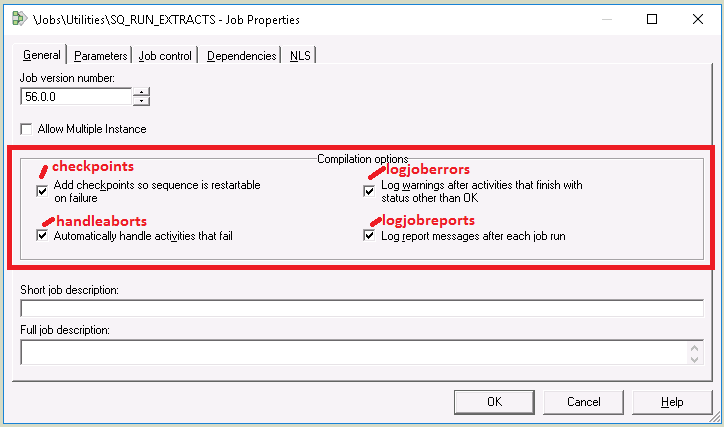 \Jobs\Utilities\SQ_RUN_EXTRACTS - Job Properties
General Parameters Job control Dependencies NLS
Job version number:
56.0.0
Allow Multiple Instance
Compilation options
checkpoints
Add checkpoints so sequence is restartable
on failure
logjoberrors
Log warnings after activities that finish with
status other than OK
handleaborts
Automatically handle activities that fail
logjobreports
Log report messages after each job run
Short job description:
Full job description:
OK Cancel Help